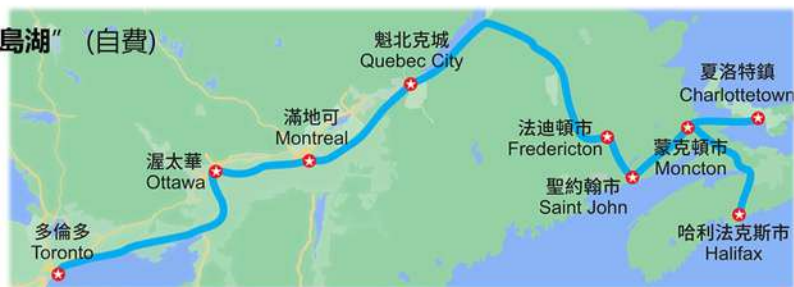 島湖” (自費)
魁北克城
Quebec City
夏洛特鎮
Charlottetown
滿地可
Montreal
法迪頓市
Fredericton
蒙克頓市
Moncton
渥太華
Ottawa
聖約翰市
Saint John
多倫多
Toronto
哈利法克斯市
Halifax